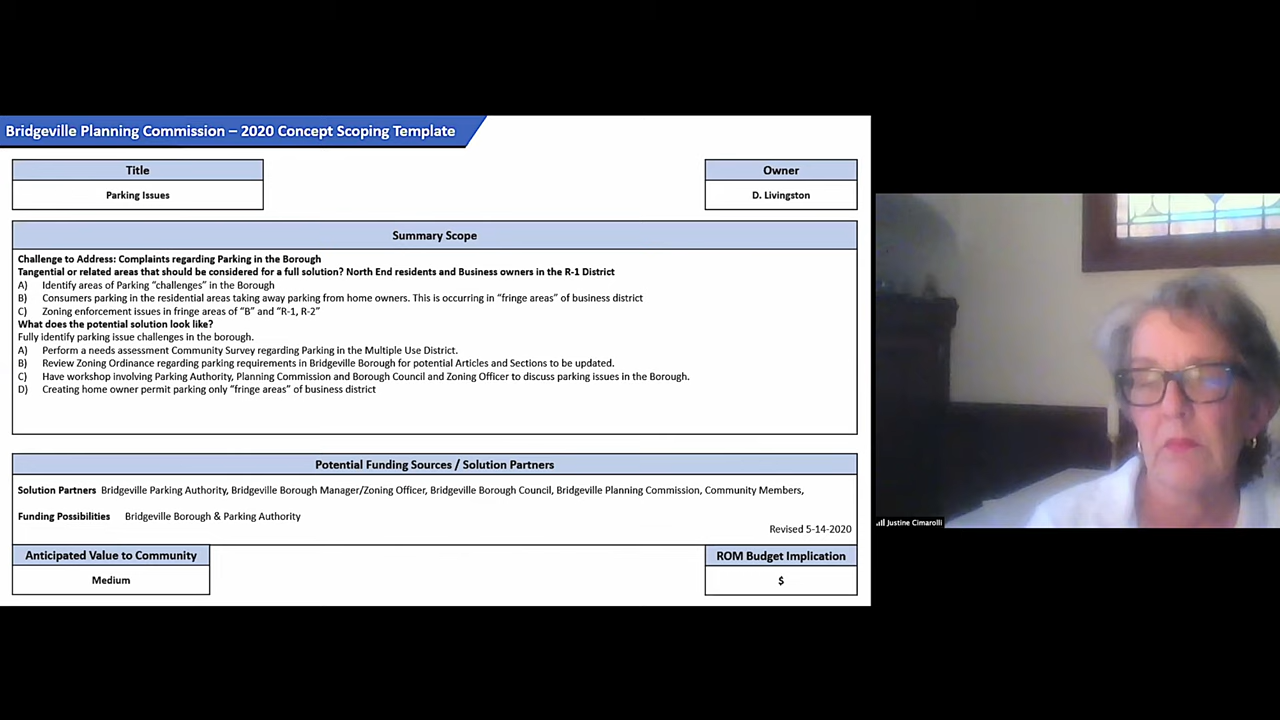 Bridgeville Planning Commission – 2020 Concept Scoping Template
Title
Owner
Parking Issues
D. Livingston
Summary Scope
Challenge to Address: Complaints regarding Parking in the Borough
Tangential or related areas that should be considered for a full solution? North End residents and Business owners in the R-1 District
A) Identify areas of Parking “challenges” in the Borough
B) Consumers parking in the residential areas taking away parking from home owners. This is occurring in “fringe areas” of business district
C) Zoning enforcement issues in fringe areas of “B” and “R-1, R-2”
What does the potential solution look like?
Fully identify parking issue challenges in the borough.
A) Perform a needs assessment Community Survey regarding Parking in the Multiple Use District.
B) Review Zoning Ordinance regarding parking requirements in Bridgeville Borough for potential Articles and Sections to be updated.
C) Have workshop involving Parking Authority, Planning Commission and Borough Council and Zoning Officer to discuss parking issues in the Borough.
D) Creating home owner permit parking only “fringe areas” of business district
Potential Funding Sources / Solution Partners
Solution Partners Bridgeville Parking Authority, Bridgeville Borough Manager/Zoning Officer, Bridgeville Borough Council, Bridgeville Planning Commission, Community Members,
Funding Possibilities Bridgeville Borough & Parking Authority
Revised 5-14-2020
Anticipated Value to Community
ROM Budget Implication
Medium
$
Justine Cimarolli